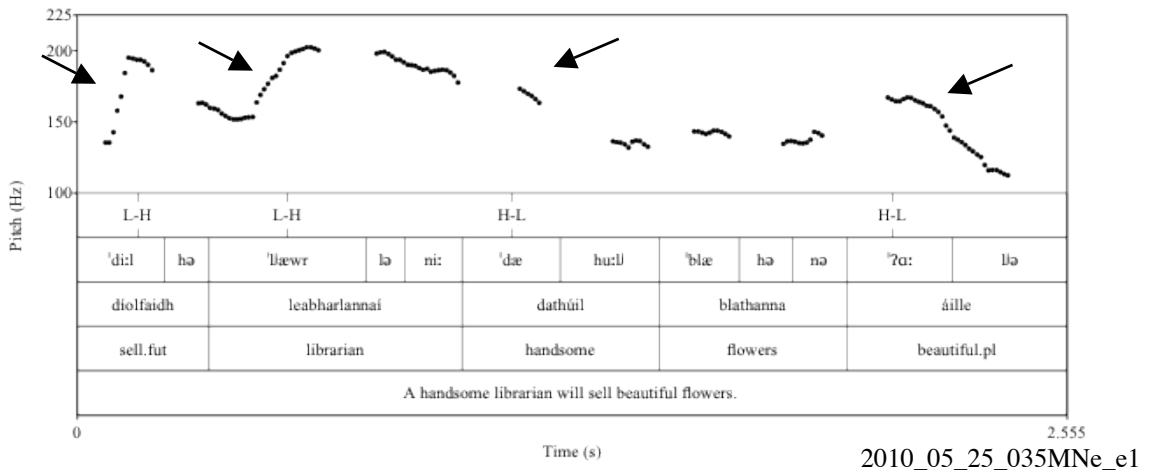 225
200
150
100
Pitch (Hz)
L-H L-H H-L H-L
ˈdiːl hə ˈlʲæwr lə niː ˈdæ huːlʲ ˈblæ hə nə ˈʔɑː lʲə
díolfaidh leabharlannaí dathúil blathanna áille
sell.fut librarian handsome flowers beautiful.pl
A handsome librarian will sell beautiful flowers.
0 2.555
Time (s)
2010_05_25_035MNe_e1